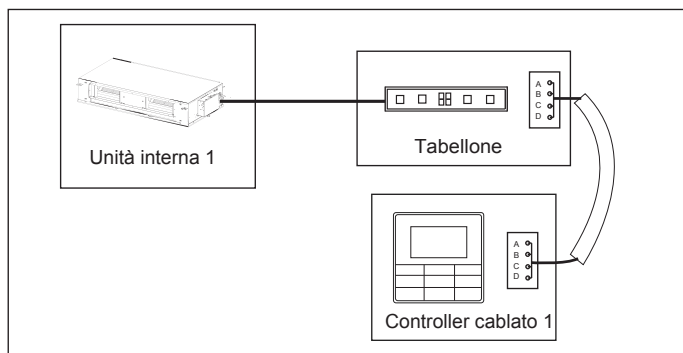 Unità interna 1
A
B
C
D
Tabellone
A
B
C
D
Controller cablato 1